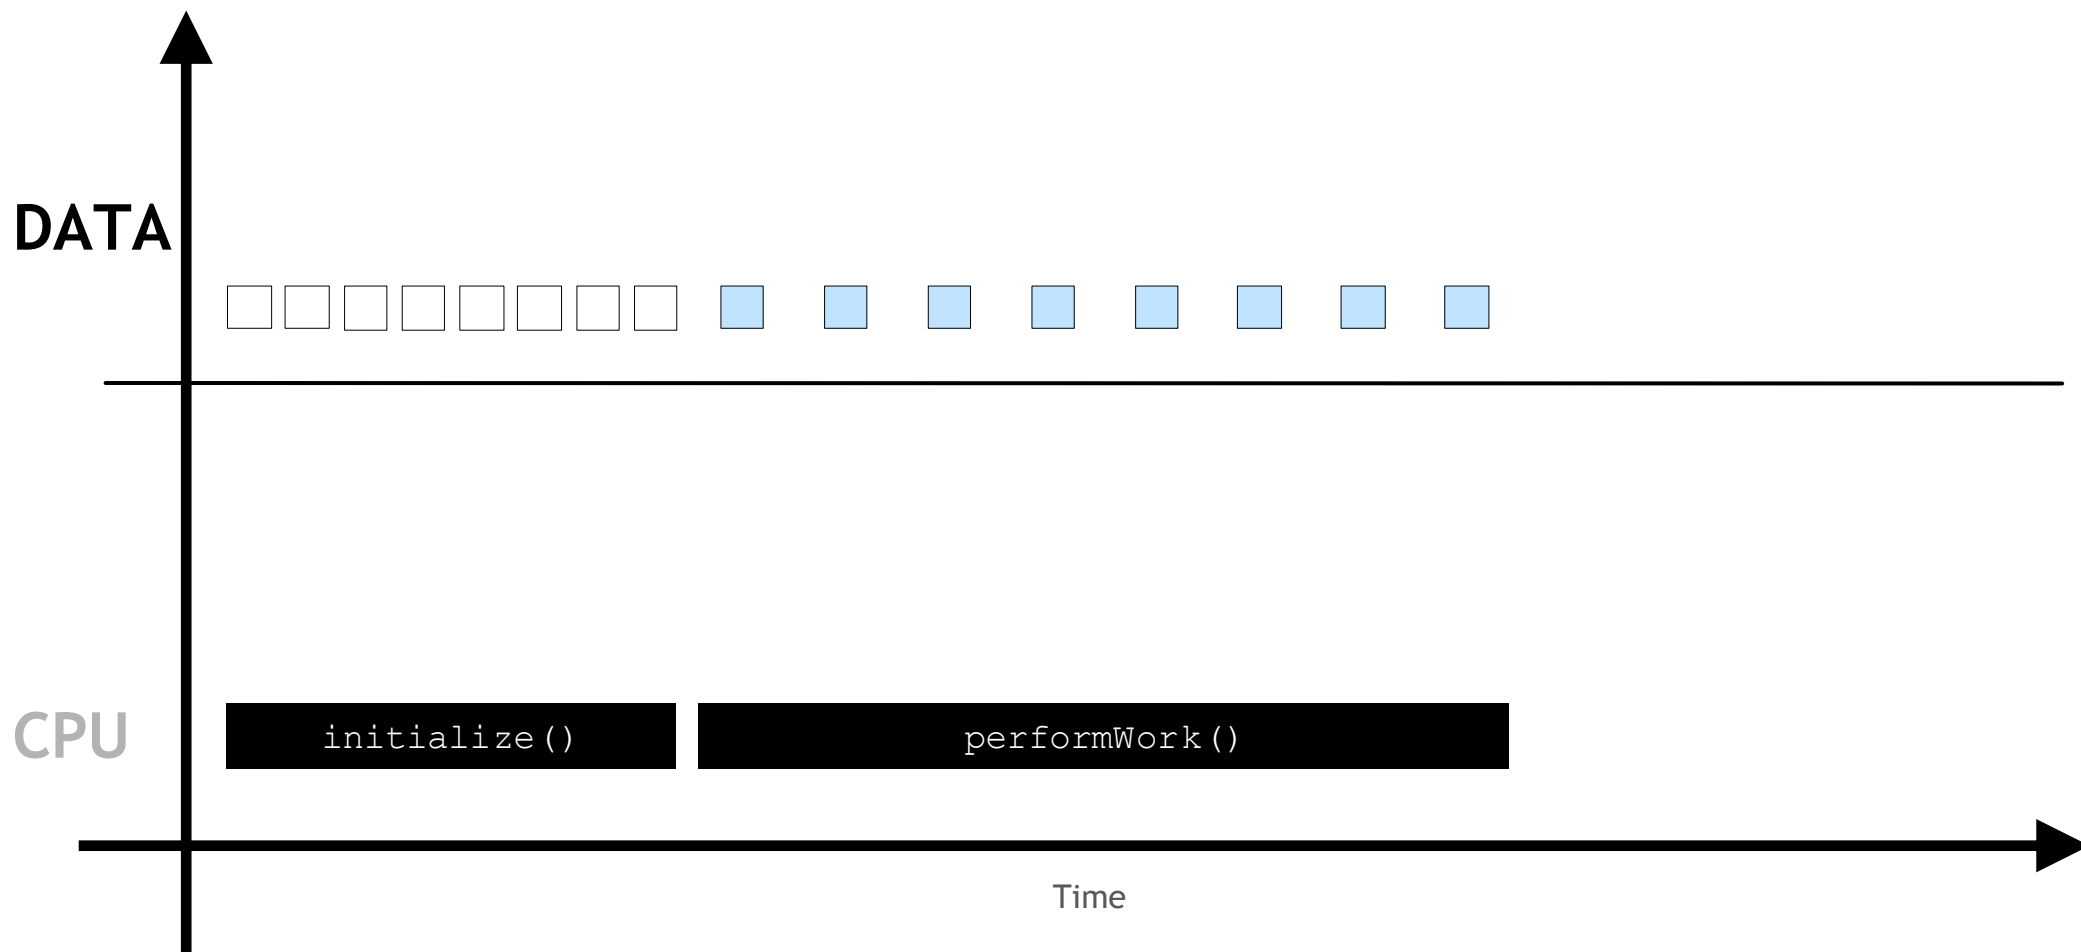 DATA
CPU
initialize()
performWork()
Time